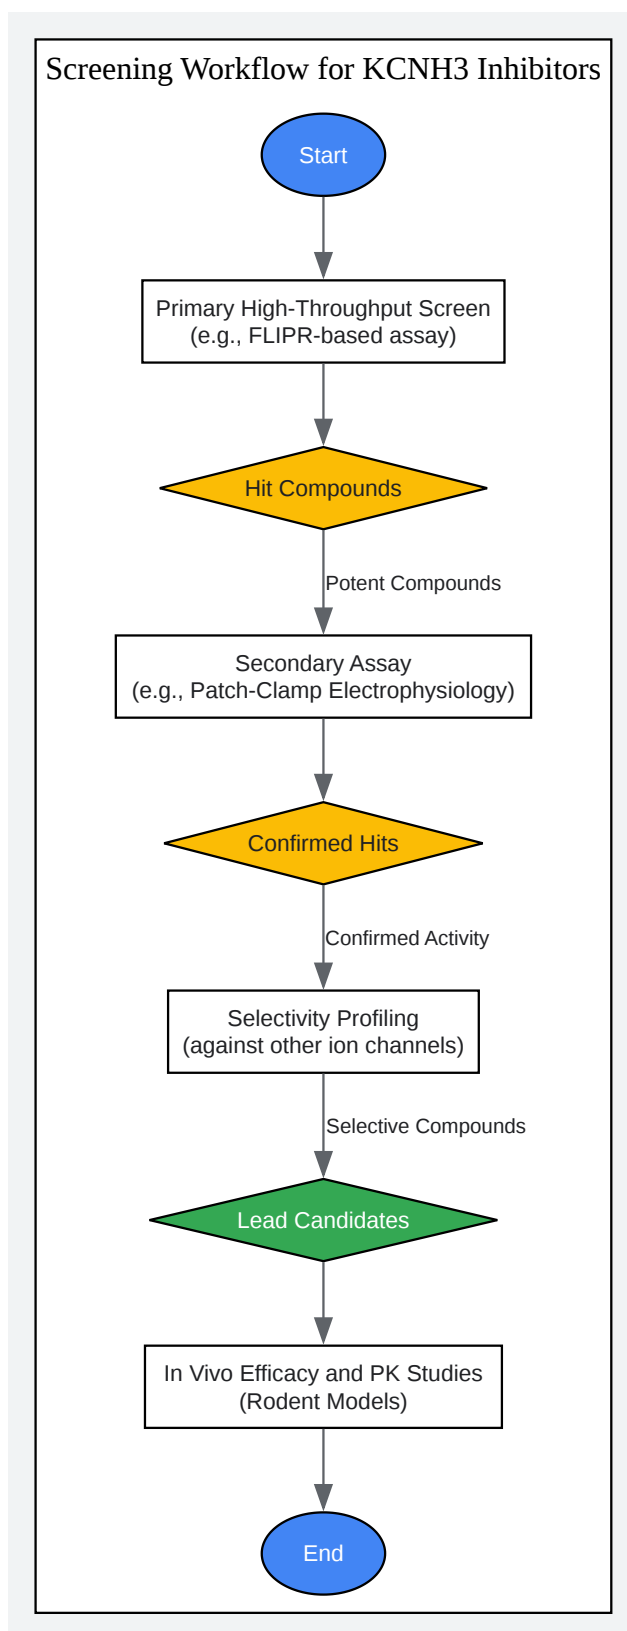 Screening Workflow for KCNH3 Inhibitors
Start
Primary High-Throughput Screen
(e.g., FLIPR-based assay)
Hit Compounds
Potent Compounds
Secondary Assay
(e.g., Patch-Clamp Electrophysiology)
Confirmed Hits
Confirmed Activity
Selectivity Profiling
(against other ion channels)
Selective Compounds
Lead Candidates
In Vivo Efficacy and PK Studies
(Rodent Models)
End